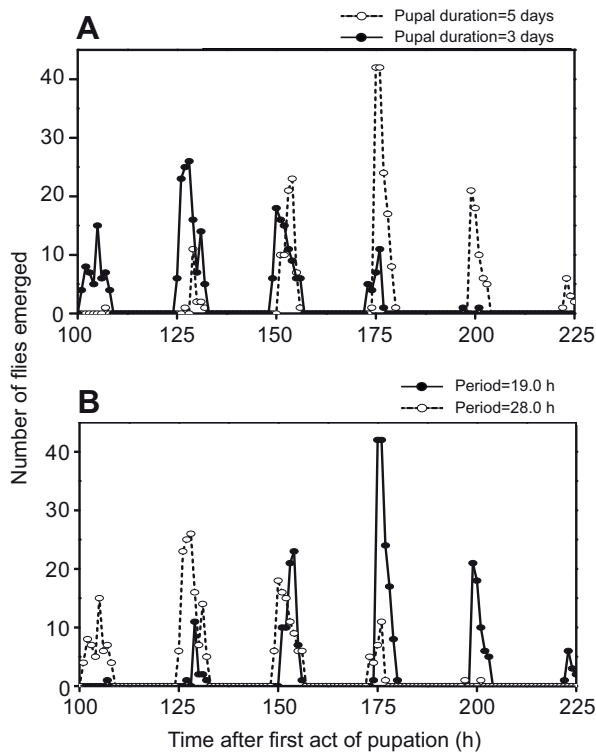 Pupal duration=5 days
A
Pupal duration=3 days
40
30
20
10
0
100 125 150 175 200 225
Number of flies emerged
Period=19.0 h
B
Period=28.0 h
40
30
20
10
0
100 125 150 175 200 225
Time after first act of pupation (h)